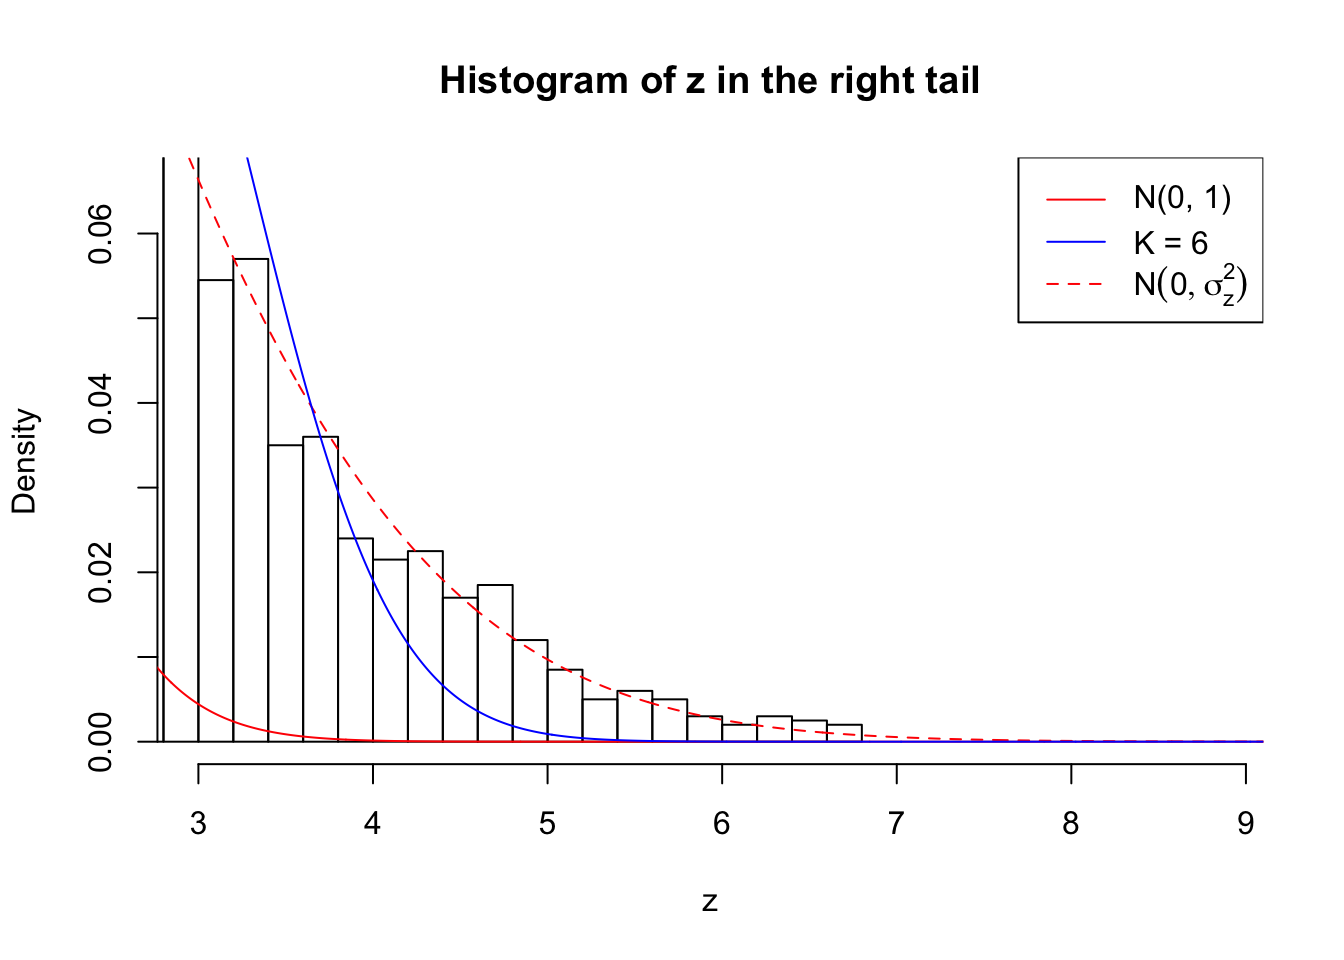 Histogram of z in the right tail
N(0, 1)
K = 6
N(0, σ_z^2)
Density
0.06
0.04
0.02
0.00
3 4 5 6 7 8 9
z